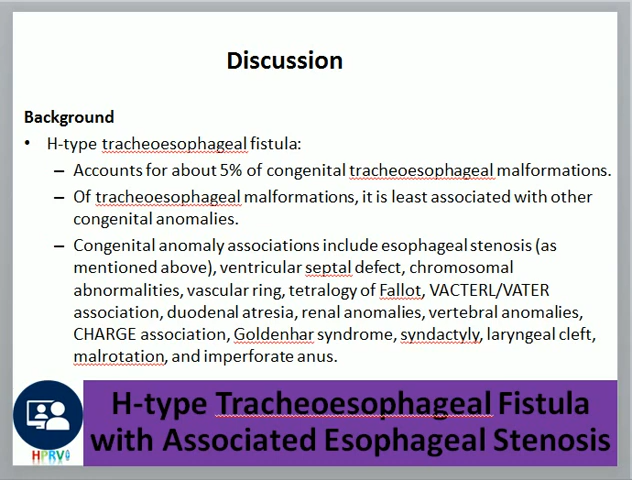 Discussion
Background
• H-type tracheoesophageal fistula:
– Accounts for about 5% of congenital tracheoesophageal malformations.
– Of tracheoesophageal malformations, it is least associated with other
congenital anomalies.
– Congenital anomaly associations include esophageal stenosis (as
mentioned above), ventricular septal defect, chromosomal
abnormalities, vascular ring, tetralogy of Fallot, VACTERL/VATER
association, duodenal atresia, renal anomalies, vertebral anomalies,
CHARGE association, Goldenhar syndrome, syndactyly, laryngeal cleft,
malrotation, and imperforate anus.
H-type Tracheoesophageal Fistula
with Associated Esophageal Stenosis
HPRV